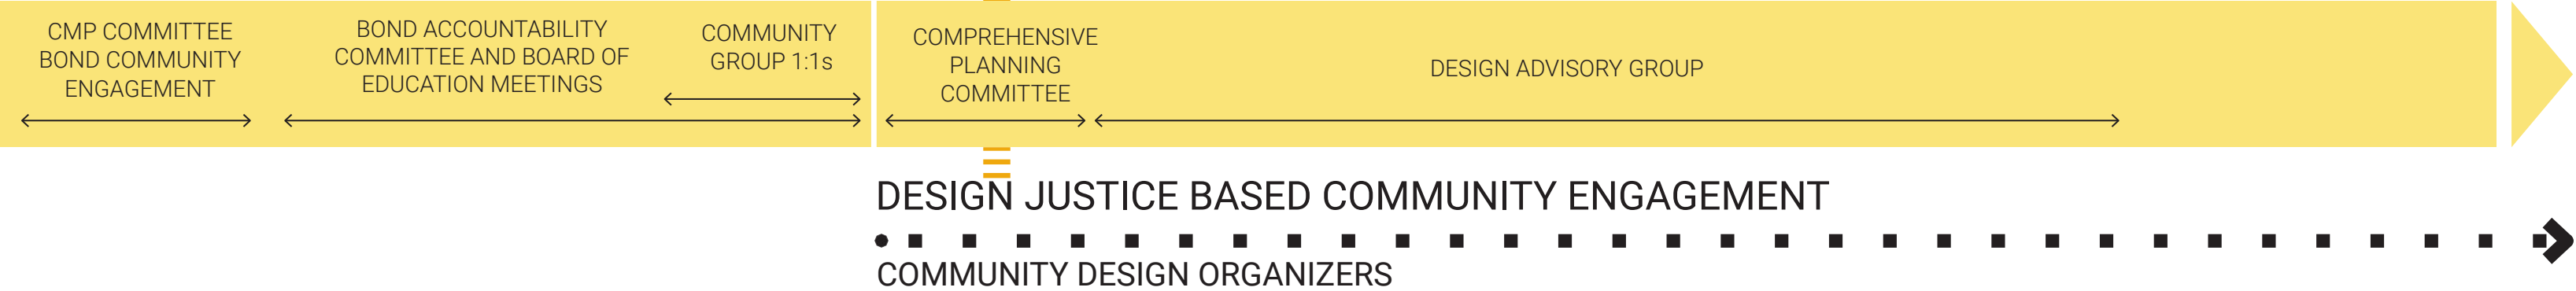 CMP COMMITTEE
BOND COMMUNITY
ENGAGEMENT
BOND ACCOUNTABILITY
COMMITTEE AND BOARD OF
EDUCATION MEETINGS
COMMUNITY
GROUP 1:1s
COMPREHENSIVE
PLANNING
COMMITTEE
DESIGN ADVISORY GROUP
DESIGN JUSTICE BASED COMMUNITY ENGAGEMENT
COMMUNITY DESIGN ORGANIZERS